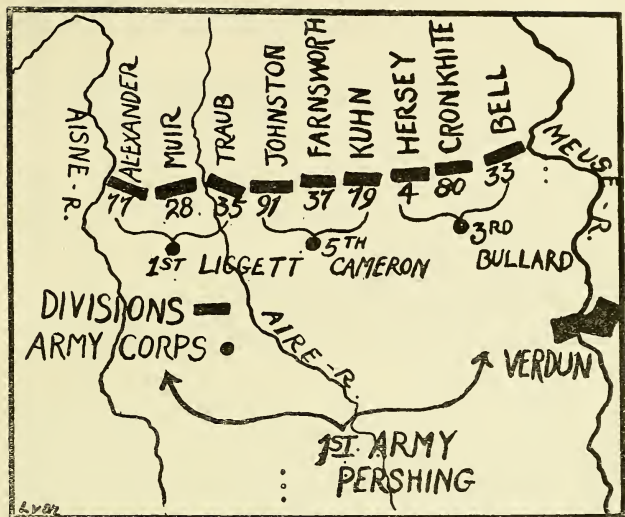 AISNE-R.
ALEXANDER
MUIR
TRAUB
JOHNSTON
FARNSWORTH
KUHN
HERSEY
CRONKHITE
BELL
MEUSE-R.
77 28 35 91 37 79 4 80 33
1ST LIGGETT
5TH CAMERON
3RD BULLARD
DIVISIONS
ARMY CORPS
AIRE-R.
VERDUN
1ST ARMY
PERSHING